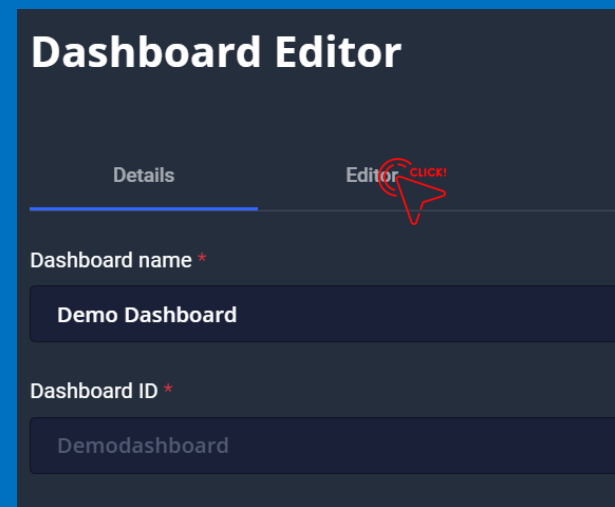 Dashboard Editor
Details Editor CLICK!
Dashboard name *
Demo Dashboard
Dashboard ID *
Demodashboard